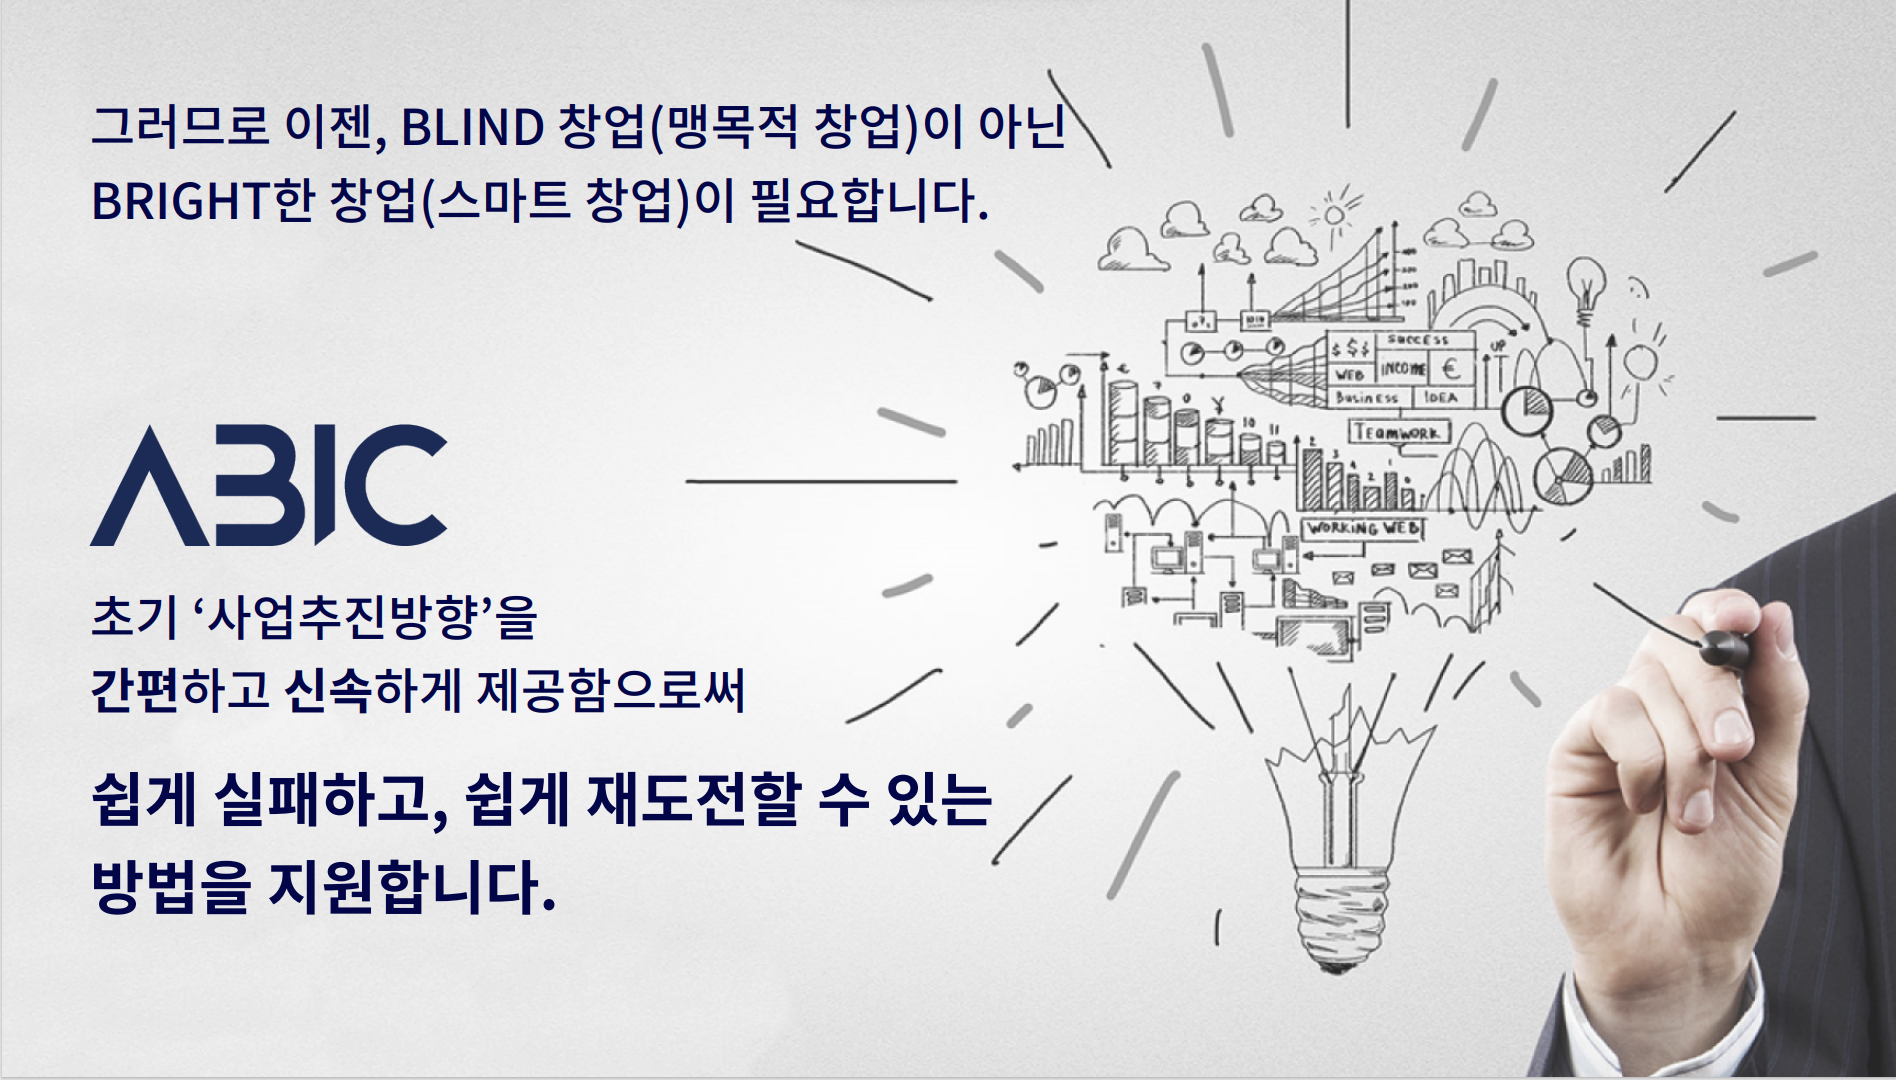 그러므로 이젠, BLIND 창업(맹목적 창업)이 아닌
BRIGHT한 창업(스마트 창업)이 필요합니다.
ABIC
초기 ‘사업추진방향’을
간편하고 신속하게 제공함으로써
쉽게 실패하고, 쉽게 재도전할 수 있는
방법을 지원합니다.
$ $ $
SUCCESS
UP
WEB
INCOME
€
Business
IDEA
TEAMWORK
€
¥
10
11
WORKING WEB